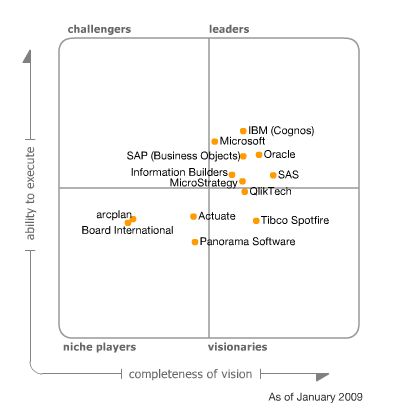 challengers
leaders
IBM (Cognos)
Microsoft
SAP (Business Objects)
Oracle
Information Builders
SAS
MicroStrategy
QlikTech
arcplan
Actuate
Tibco Spotfire
Board International
Panorama Software
ability to execute
niche players
visionaries
completeness of vision
As of January 2009